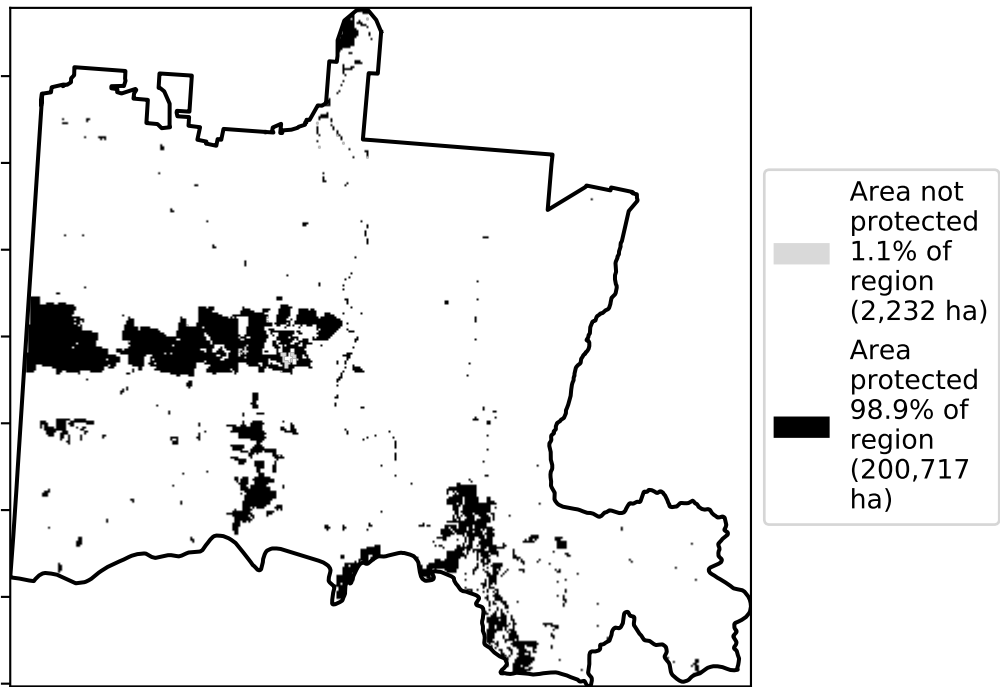 Area not
protected
1.1% of
region
(2,232 ha)
Area
protected
98.9% of
region
(200,717
ha)